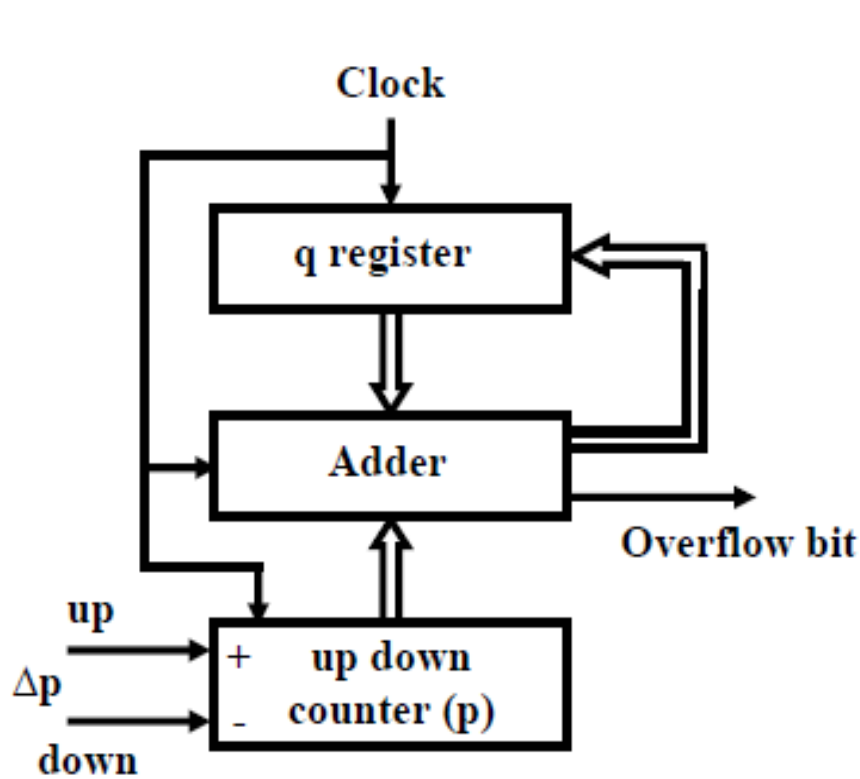 Clock
q register
Adder
Overflow bit
up
+ up down
Δp
counter (p)
-
down